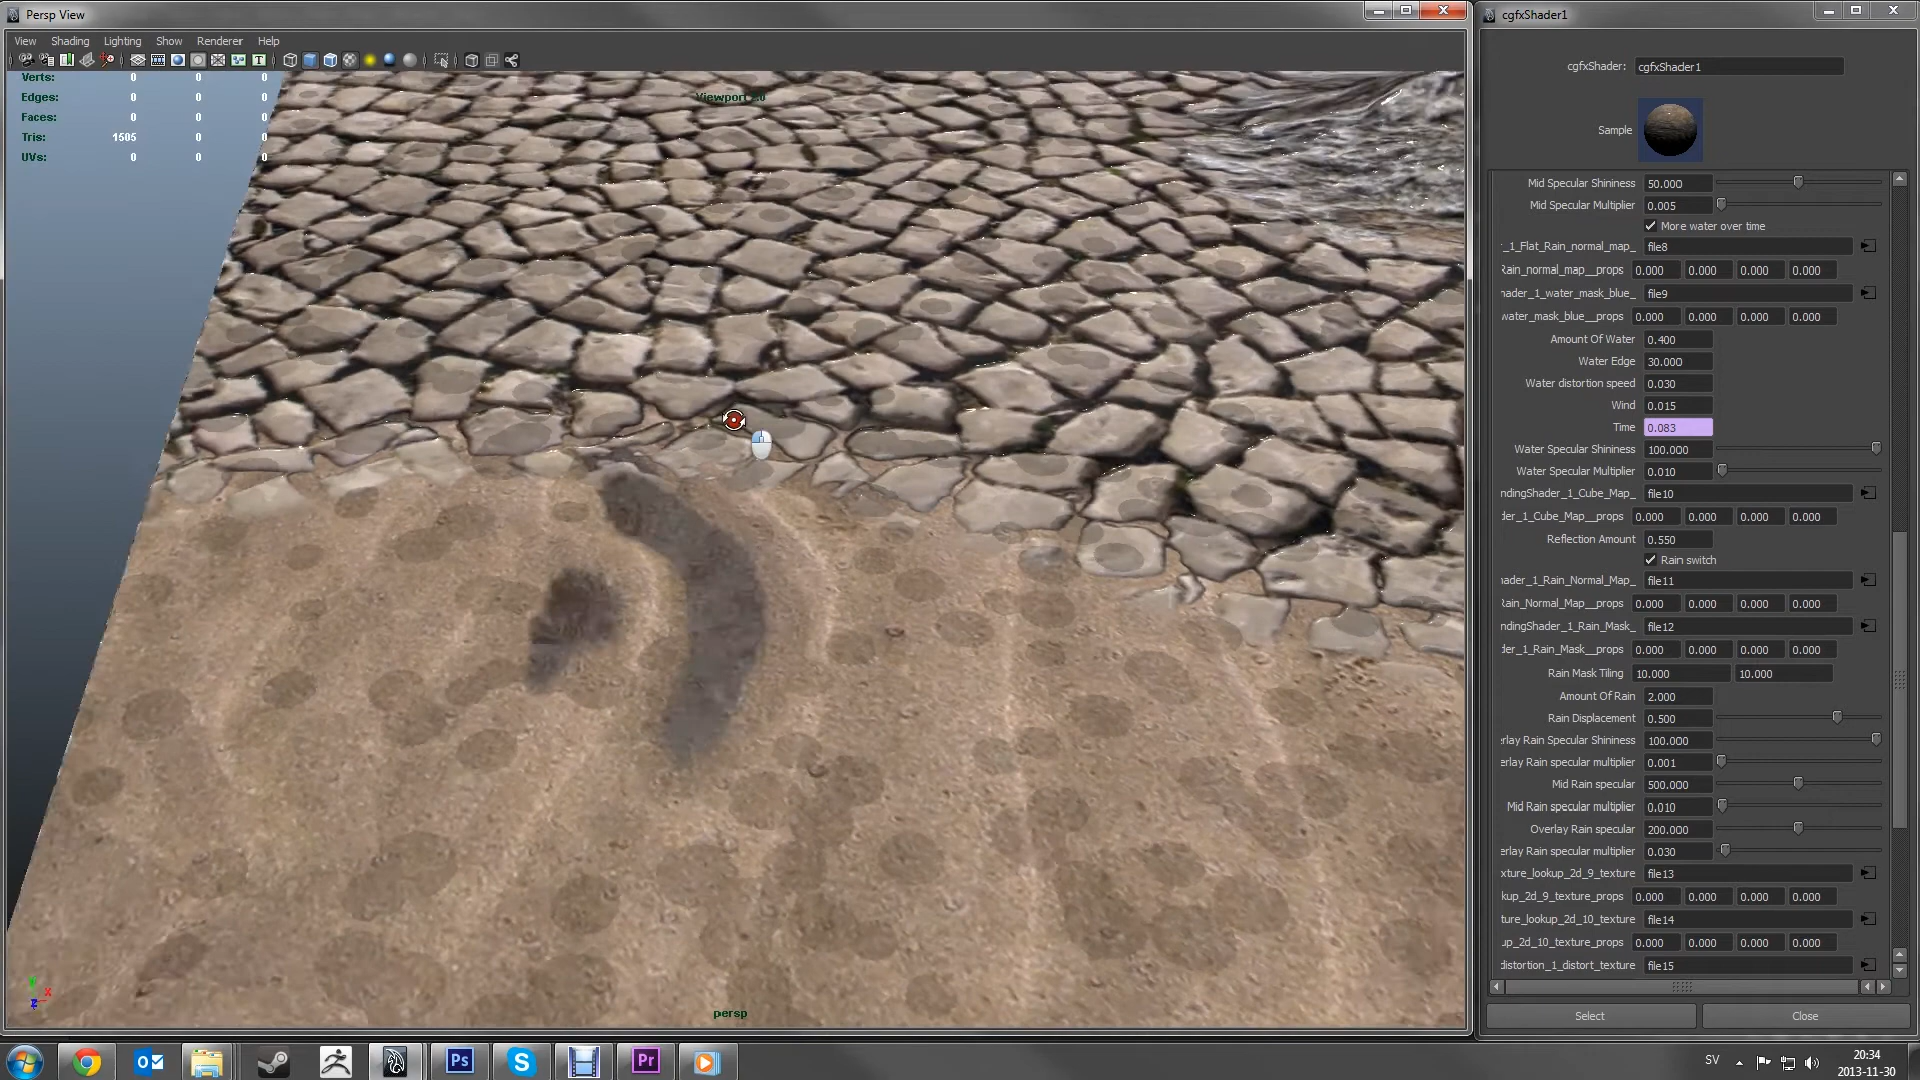 Persp View
View Shading Lighting Show Renderer Help
Verts: 0 0 0
Edges: 0 0 0
Faces: 0 0 0
Tris: 1505 0 0
UVs: 0 0 0
Viewport 2.0
persp
cgfxShader1
cgfxShader: cgfxShader1
Sample
Mid Specular Shininess 50.000
Mid Specular Multiplier 0.005
More water over time
_1_Flat_Rain_normal_map_ file8
Rain_normal_map__props 0.000 0.000 0.000 0.000
hader_1_water_mask_blue_ file9
water_mask_blue__props 0.000 0.000 0.000 0.000
Amount Of Water 0.400
Water Edge 30.000
Water distortion speed 0.030
Wind 0.015
Time 0.083
Water Specular Shininess 100.000
Water Specular Multiplier 0.010
ndingShader_1_Cube_Map_ file10
der_1_Cube_Map__props 0.000 0.000 0.000 0.000
Reflection Amount 0.550
Rain switch
hader_1_Rain_Normal_Map_ file11
Rain_Normal_Map__props 0.000 0.000 0.000 0.000
ndingShader_1_Rain_Mask_ file12
der_1_Rain_Mask__props 0.000 0.000 0.000 0.000
Rain Mask Tiling 10.000 10.000
Amount Of Rain 2.000
Rain Displacement 0.500
erlay Rain Specular Shininess 100.000
erlay Rain specular multiplier 0.001
Mid Rain specular 500.000
Mid Rain specular multiplier 0.010
Overlay Rain specular 200.000
erlay Rain specular multiplier 0.030
exture_lookup_2d_9_texture file13
kup_2d_9_texture_props 0.000 0.000 0.000 0.000
ture_lookup_2d_10_texture file14
up_2d_10_texture_props 0.000 0.000 0.000 0.000
distortion_1_distort_texture file15
Select Close
SV
20:34
2013-11-30